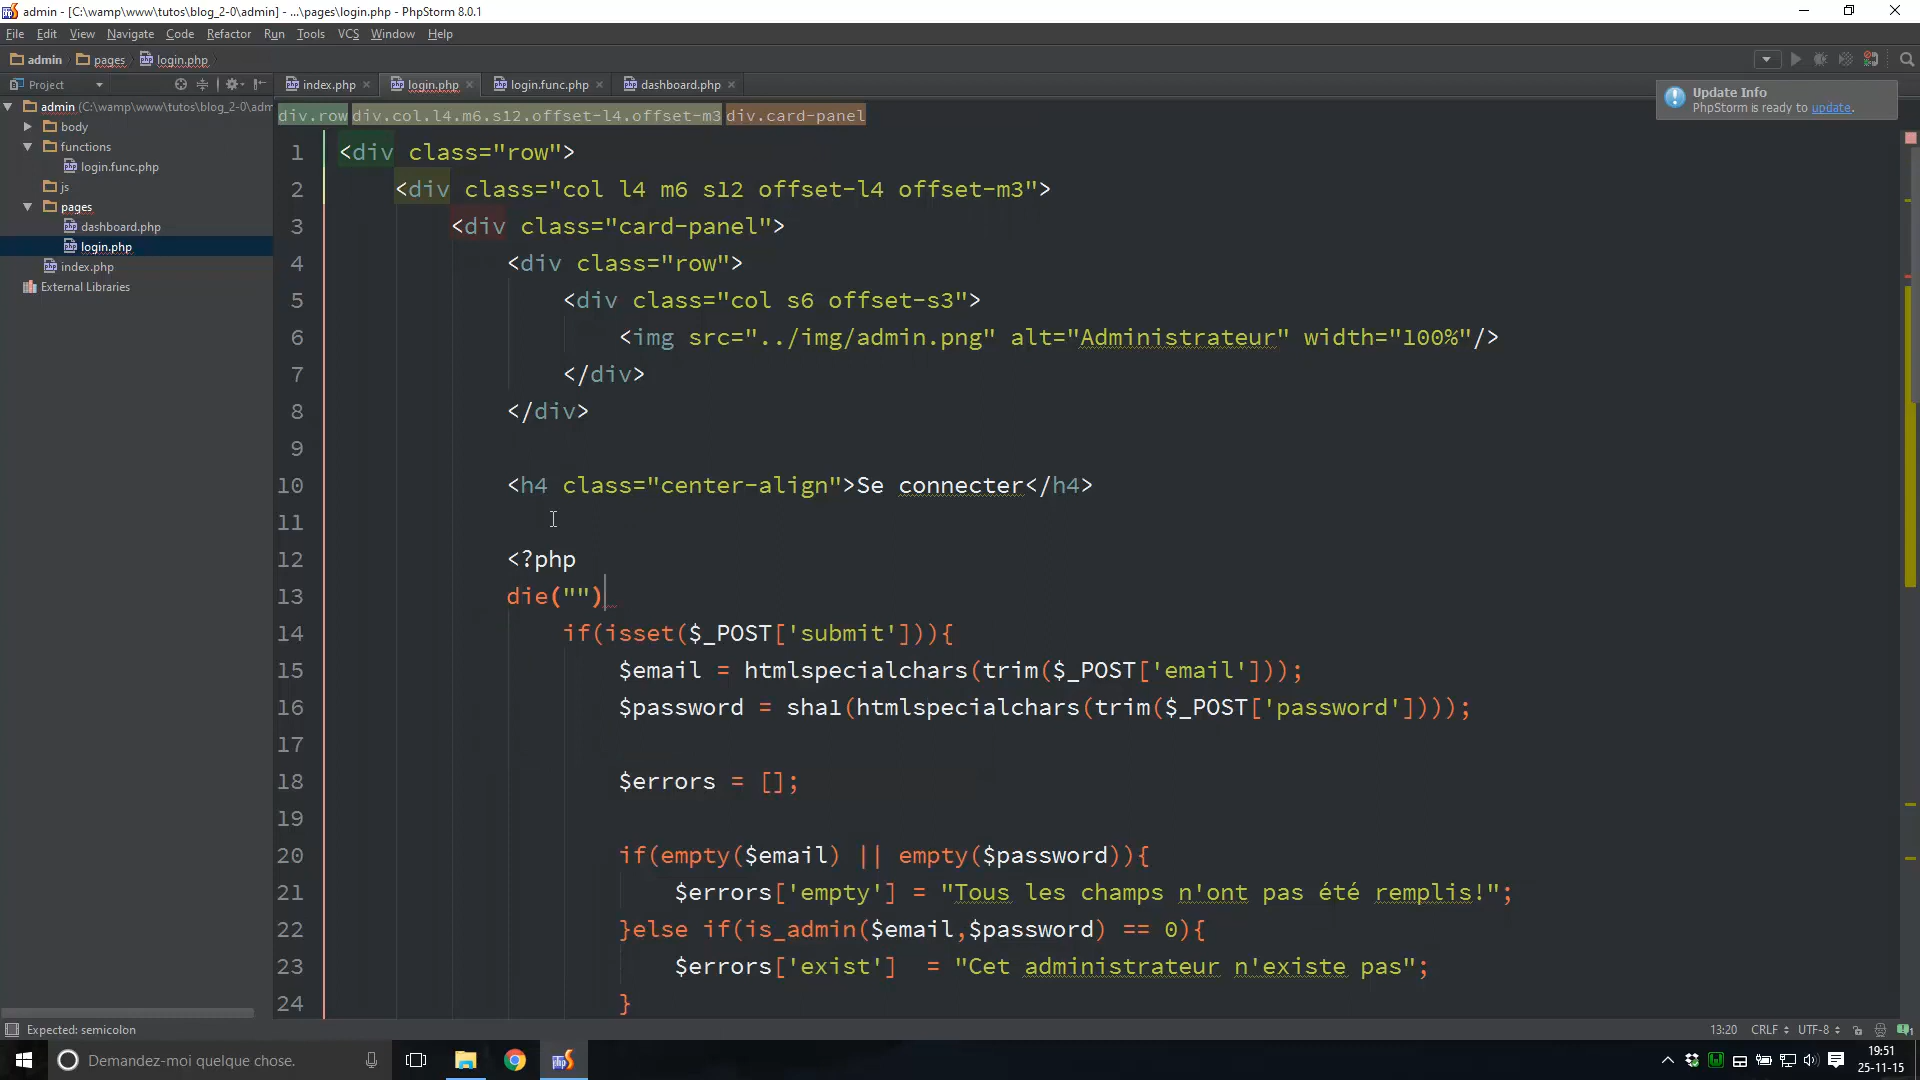 admin - [C:\wamp\www\tutos\blog_2-0\admin] - ...\pages\login.php - PhpStorm 8.0.1
File Edit View Navigate Code Refactor Run Tools VCS Window Help
admin pages login.php
Project
index.php login.php login.func.php dashboard.php
admin (C:\wamp\www\tutos\blog_2-0\adm
body
functions
login.func.php
js
pages
dashboard.php
login.php
index.php
External Libraries
Update Info
PhpStorm is ready to update.
div.row div.col.l4.m6.s12.offset-l4.offset-m3 div.card-panel
1 <div class="row">
2 <div class="col l4 m6 s12 offset-l4 offset-m3">
3 <div class="card-panel">
4 <div class="row">
5 <div class="col s6 offset-s3">
6 <img src="../img/admin.png" alt="Administrateur" width="100%"/>
7 </div>
8 </div>
9
10 <h4 class="center-align">Se connecter</h4>
11
12 <?php
13 die("")
14 if(isset($_POST['submit'])){
15 $email = htmlspecialchars(trim($_POST['email']));
16 $password = sha1(htmlspecialchars(trim($_POST['password'])));
17
18 $errors = [];
19
20 if(empty($email) || empty($password)){
21 $errors['empty'] = "Tous les champs n'ont pas été remplis!";
22 }else if(is_admin($email,$password) == 0){
23 $errors['exist']  = "Cet administrateur n'existe pas";
24 }
Expected: semicolon
13:20 CRLF UTF-8
Demandez-moi quelque chose.
19:51
25-11-15